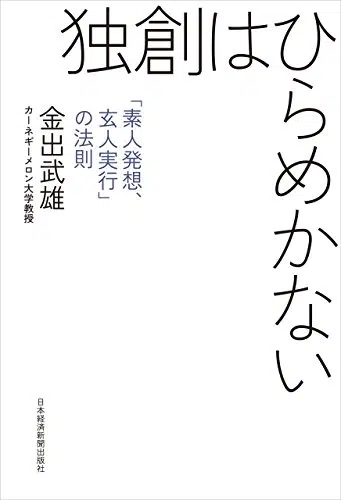 独創はひらめかない
「素人発想、
玄人実行」
の法則
金出武雄
カーネギーメロン大学教授
日本経済新聞出版社